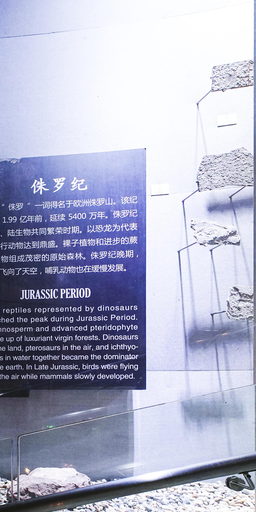 侏罗纪
“侏罗”一词得名于欧洲侏罗山。该纪
1.99 亿年前，延续 5400 万年。侏罗纪
、陆生物共同繁荣时期。以恐龙为代表
行动物达到鼎盛。裸子植物和进步的蕨
物组成茂密的原始森林。侏罗纪晚期，
飞向了天空，哺乳动物也在缓慢发展。
JURASSIC PERIOD
reptiles represented by dinosaurs
ched the peak during Jurassic Period.
nnosperm and advanced pteridophyte
e up of luxuriant virgin forests. Dinosaurs
he land, pterosaurs in the air, and ichthyo-
s in water together became the dominator
e earth. In Late Jurassic, birds were flying
the air while mammals slowly developed.